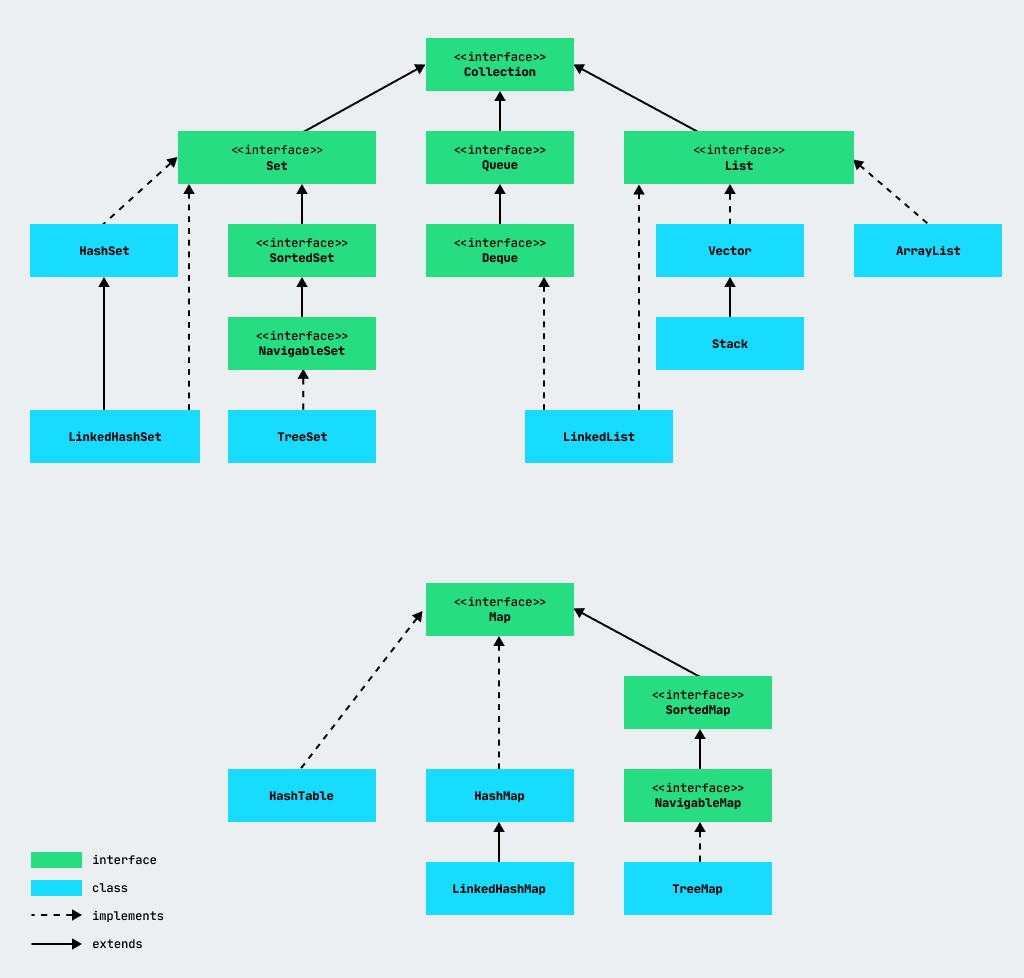 <<interface>>
Collection
<<interface>>
Set
<<interface>>
Queue
<<interface>>
List
HashSet
<<interface>>
SortedSet
<<interface>>
Deque
Vector
ArrayList
<<interface>>
NavigableSet
Stack
LinkedHashSet
TreeSet
LinkedList
<<interface>>
Map
<<interface>>
SortedMap
HashTable
HashMap
<<interface>>
NavigableMap
LinkedHashMap
TreeMap
interface
class
implements
extends